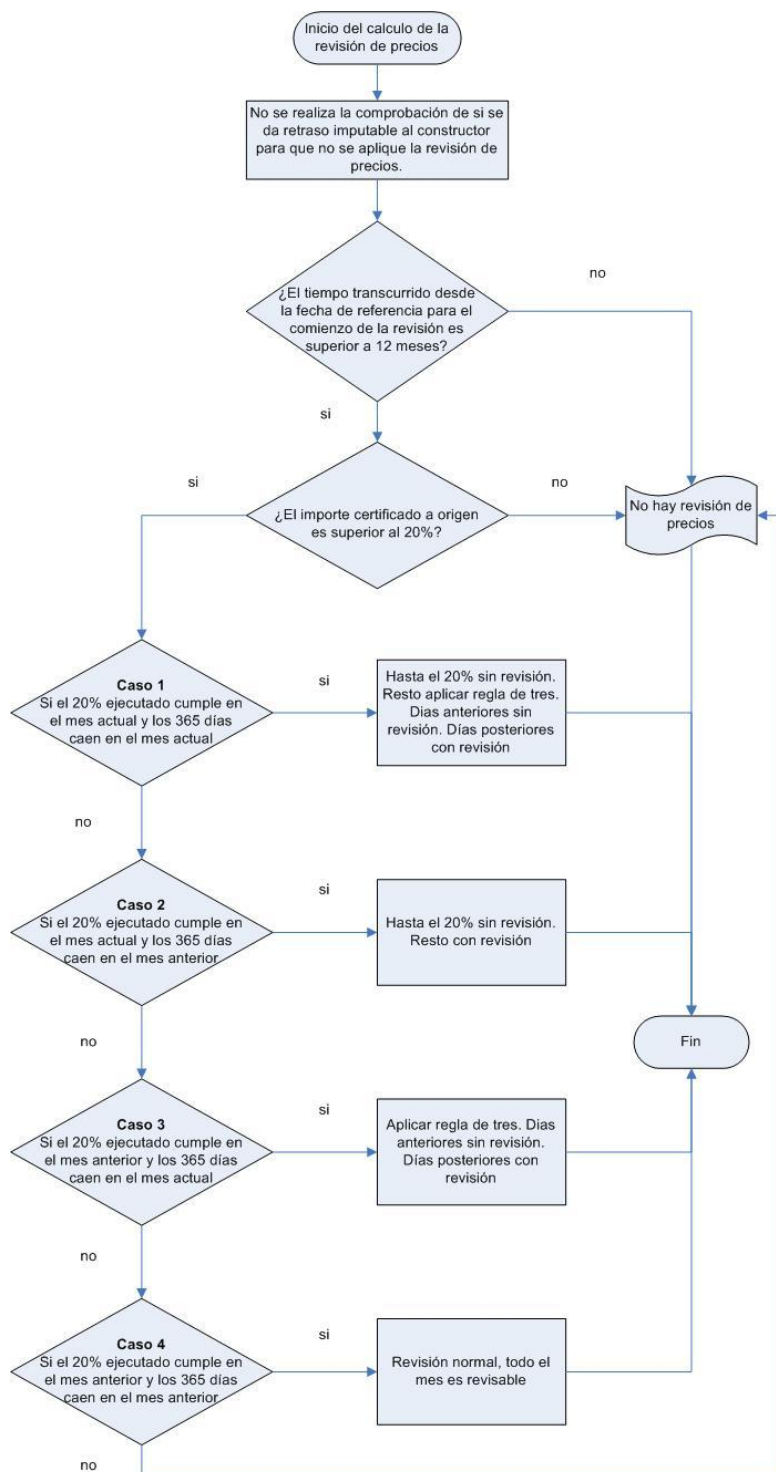 Inicio del calculo de la
revisión de precios
No se realiza la comprobación de si se
da retraso imputable al constructor
para que no se aplique la revisión de
precios.
¿El tiempo transcurrido desde
la fecha de referencia para el
comienzo de la revisión es
superior a 12 meses?
no
si
¿El importe certificado a origen
es superior al 20%?
si
no
No hay revisión de
precios
Caso 1
Si el 20% ejecutado cumple en
el mes actual y los 365 días
caen en el mes actual
si
Hasta el 20% sin revisión.
Resto aplicar regla de tres.
Dias anteriores sin
revisión. Días posteriores
con revisión
no
Caso 2
Si el 20% ejecutado cumple en
el mes actual y los 365 días
caen en el mes anterior
si
Hasta el 20% sin revisión.
Resto con revisión
no
Fin
Caso 3
Si el 20% ejecutado cumple en
el mes anterior y los 365 días
caen en el mes actual
si
Aplicar regla de tres. Dias
anteriores sin revisión.
Días posteriores con
revisión
no
Caso 4
Si el 20% ejecutado cumple en
el mes anterior y los 365 días
caen en el mes anterior
si
Revisión normal, todo el
mes es revisable
no